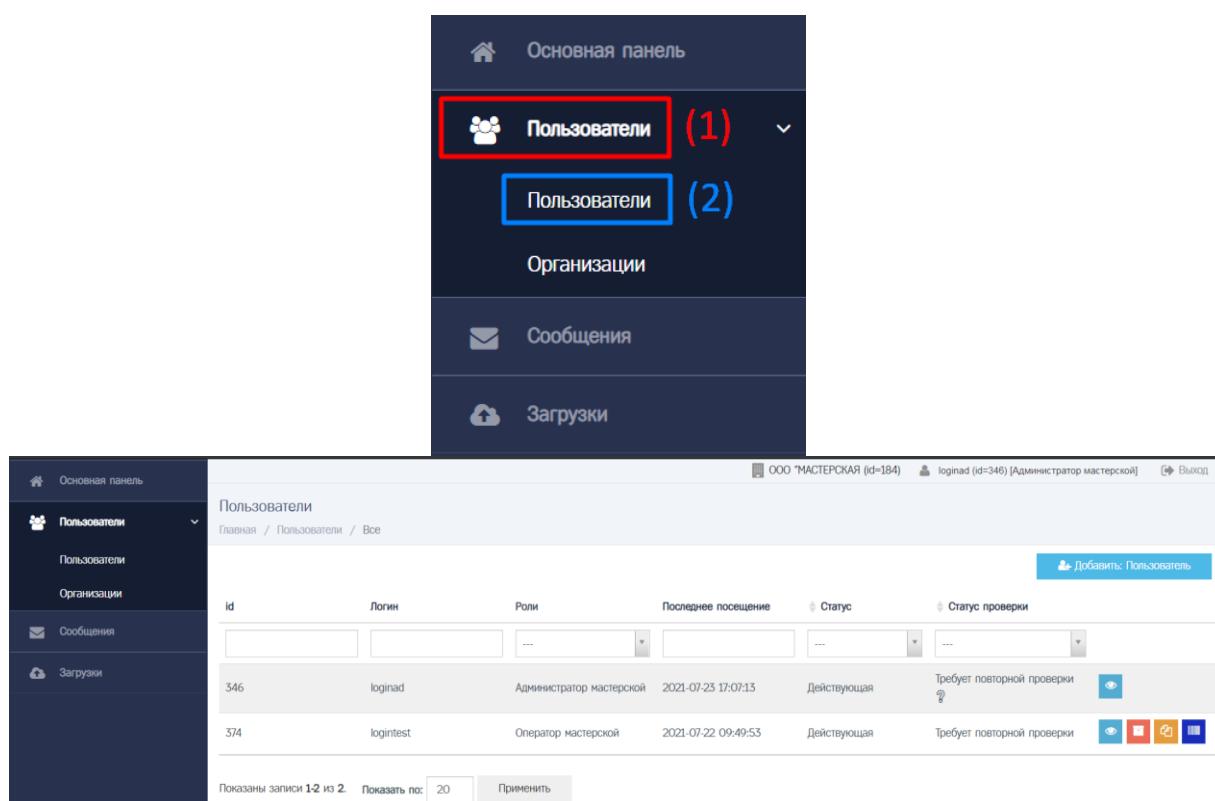 Основная панель
Пользователи (1)
Пользователи (2)
Организации
Сообщения
Загрузки
ООО "МАСТЕРСКАЯ (id=184) loginad (id=346) [Администратор мастерской] Выход
Основная панель
Пользователи
Пользователи
Организации
Сообщения
Загрузки
Пользователи
Главная / Пользователи / Все
Добавить: Пользователь
id Логин Роли Последнее посещение Статус Статус проверки
--- --- ---
346 loginad Администратор мастерской 2021-07-23 17:07:13 Действующая Требует повторной проверки
?
374 logintest Оператор мастерской 2021-07-22 09:49:53 Действующая Требует повторной проверки
Показаны записи 1-2 из 2. Показать по: 20 Применить